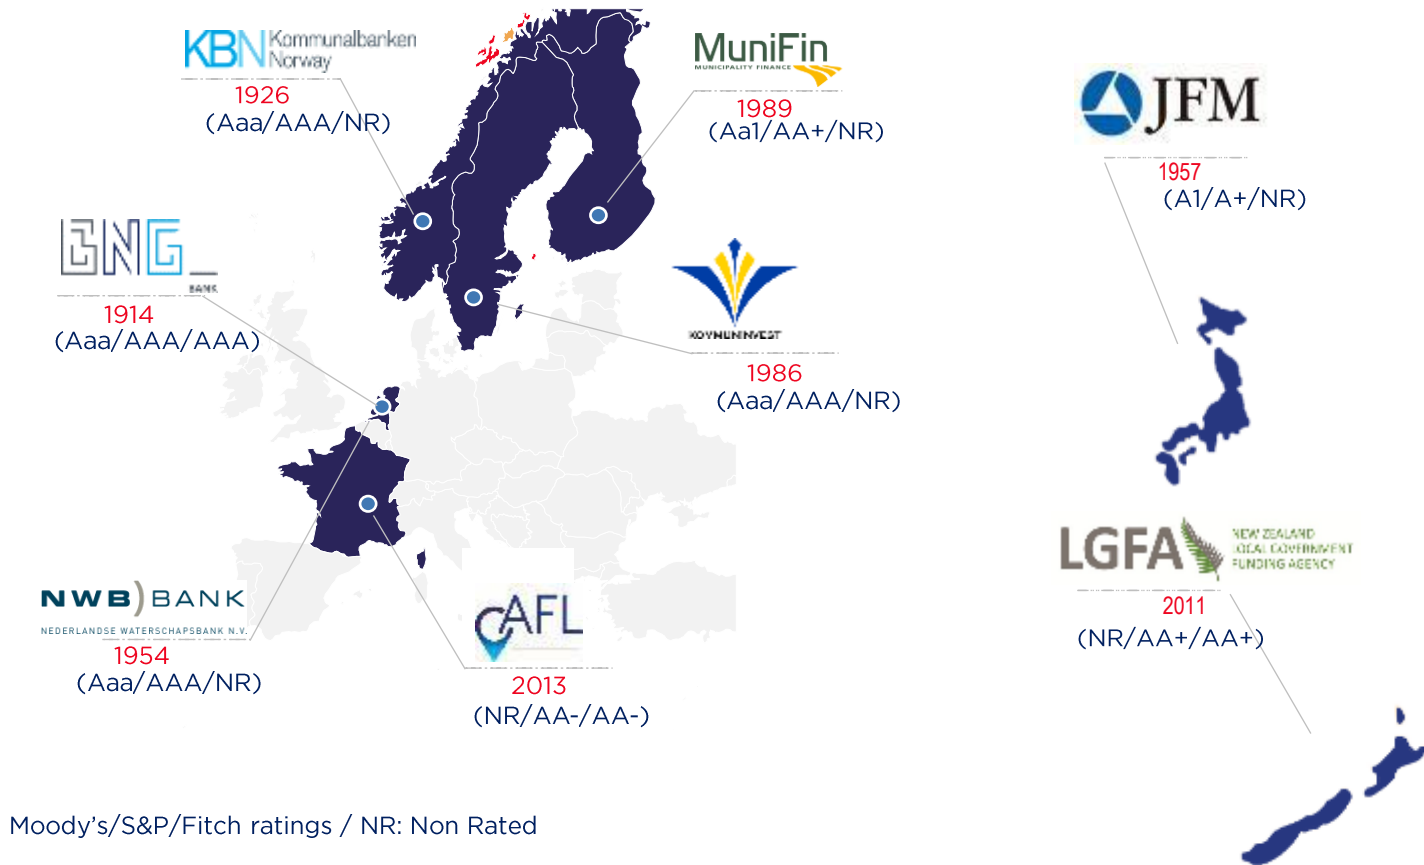 KBN Kommunalbanken
Norway
1926
(Aaa/AAA/NR)
MuniFin
MUNICIPALITY FINANCE
1989
(Aa1/AA+/NR)
JFM
1957
(A1/A+/NR)
BNG
BANK
1914
(Aaa/AAA/AAA)
KOMMUNINVEST
1986
(Aaa/AAA/NR)
LGFA
NEW ZEALAND
LOCAL GOVERNMENT
FUNDING AGENCY
2011
(NR/AA+/AA+)
NWB)BANK
NEDERLANDSE WATERSCHAPSBANK N.V.
1954
(Aaa/AAA/NR)
AFL
2013
(NR/AA-/AA-)
Moody's/S&P/Fitch ratings / NR: Non Rated